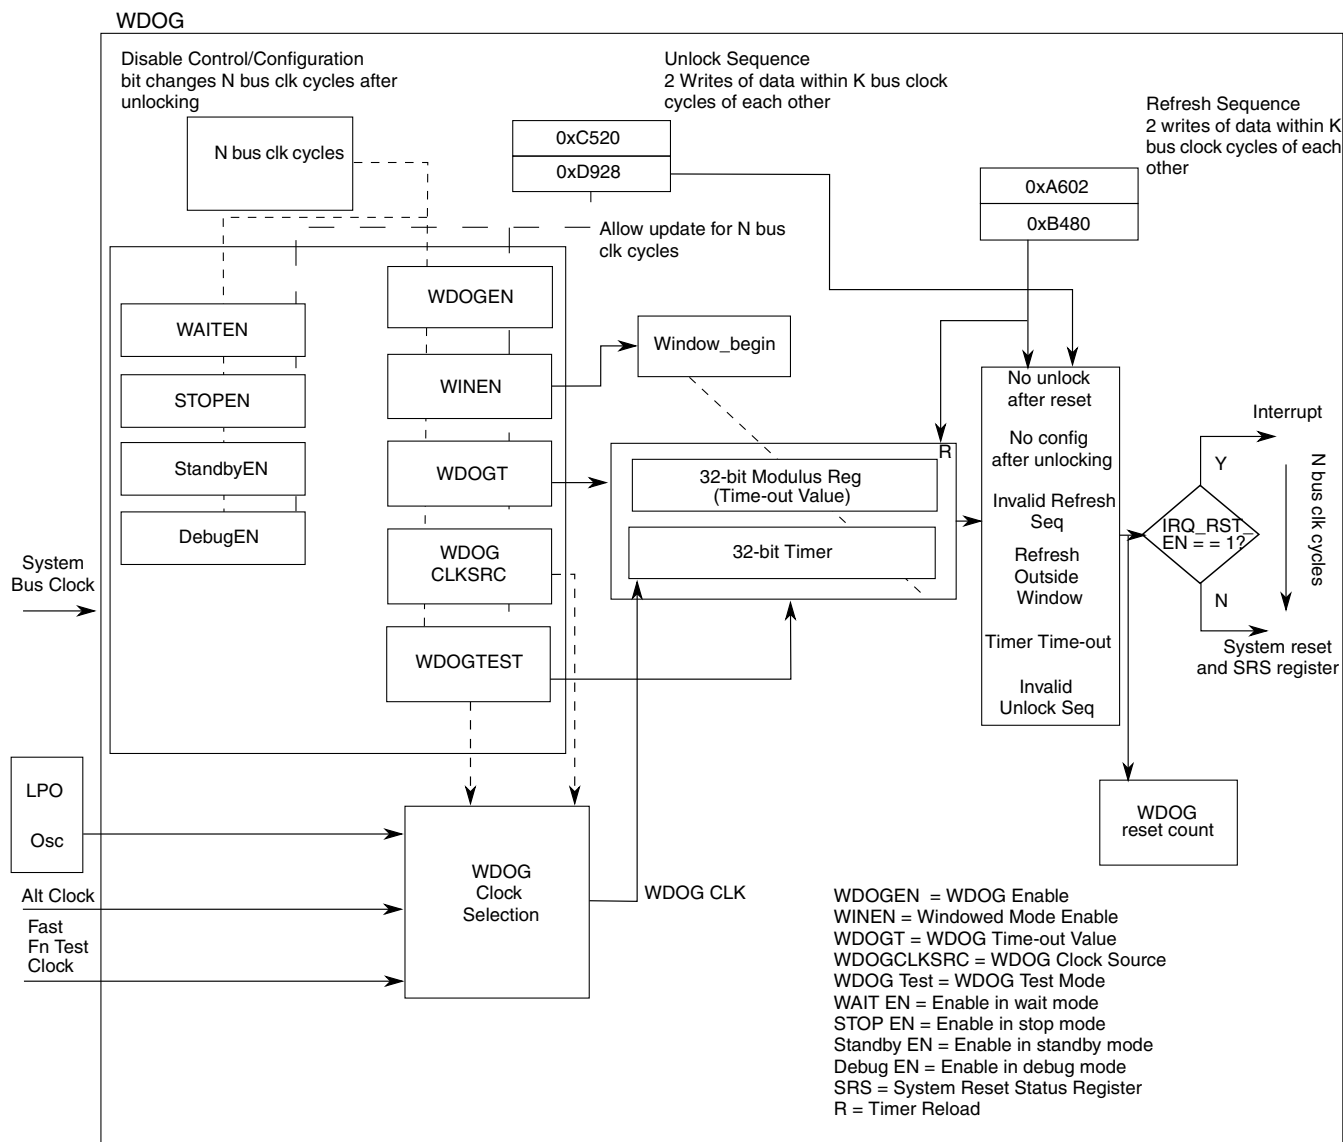 WDOG
Disable Control/Configuration
bit changes N bus clk cycles after
unlocking
Unlock Sequence
2 Writes of data within K bus clock
cycles of each other
Refresh Sequence
2 writes of data within K
bus clock cycles of each
other
N bus clk cycles
0xC520
0xD928
0xA602
0xB480
Allow update for N bus
clk cycles
WAITEN
STOPEN
StandbyEN
DebugEN
WDOGEN
WINEN
WDOGT
WDOG
CLKSRC
WDOGTEST
Window_begin
R
32-bit Modulus Reg
(Time-out Value)
32-bit Timer
No unlock
after reset
No config
after unlocking
Invalid Refresh
Seq
Refresh
Outside
Window
Timer Time-out
Invalid
Unlock Seq
Interrupt
Y
IRQ_RST_
EN = = 1?
N
N bus clk cycles
System reset
and SRS register
System
Bus Clock
LPO
Osc
Alt Clock
Fast
Fn Test
Clock
WDOG
Clock
Selection
WDOG CLK
WDOG
reset count
WDOGEN = WDOG Enable
WINEN = Windowed Mode Enable
WDOGT = WDOG Time-out Value
WDOGCLKSRC = WDOG Clock Source
WDOG Test = WDOG Test Mode
WAIT EN = Enable in wait mode
STOP EN = Enable in stop mode
Standby EN = Enable in standby mode
Debug EN = Enable in debug mode
SRS = System Reset Status Register
R = Timer Reload